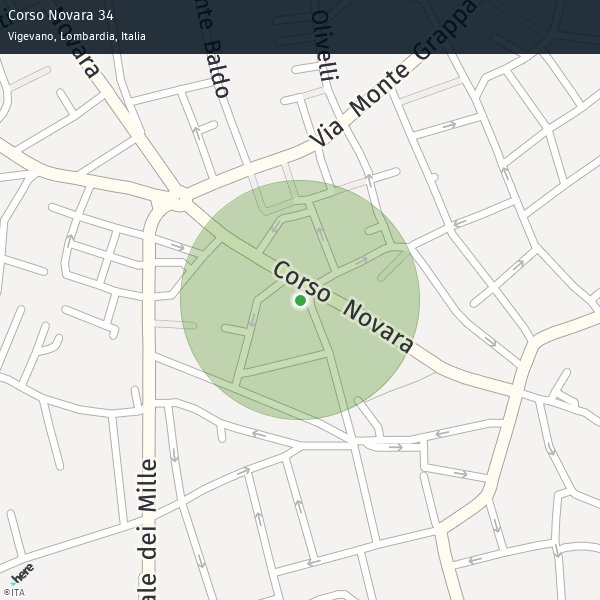 Corso Novara 34
Vigevano, Lombardia, Italia
Novara
nte Baldo
Olivelli
Via Monte Grappa
Corso Novara
ale dei Mille
here
©ITA